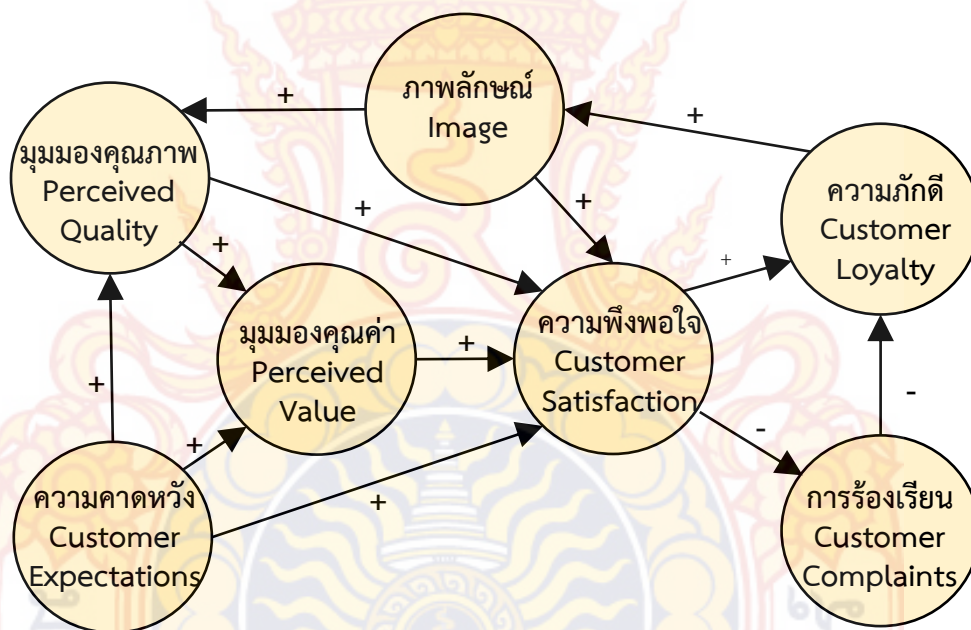 ภาพลักษณ์
Image
+
+
มุมมองคุณภาพ
Perceived
Quality
ความภักดี
Customer
Loyalty
+
+
+
+
มุมมองคุณค่า
Perceived
Value
+
ความพึงพอใจ
Customer
Satisfaction
+
-
-
+
+
ความคาดหวัง
Customer
Expectations
การร้องเรียน
Customer
Complaints